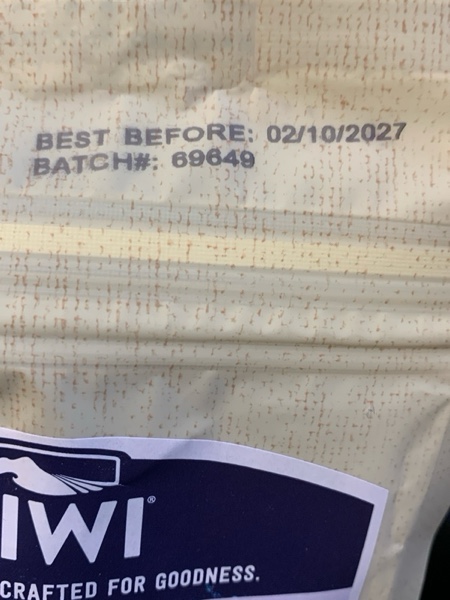 BEST BEFORE: 02/10/2027
BATCH#: 69649
IWI®
CRAFTED FOR GOODNESS.